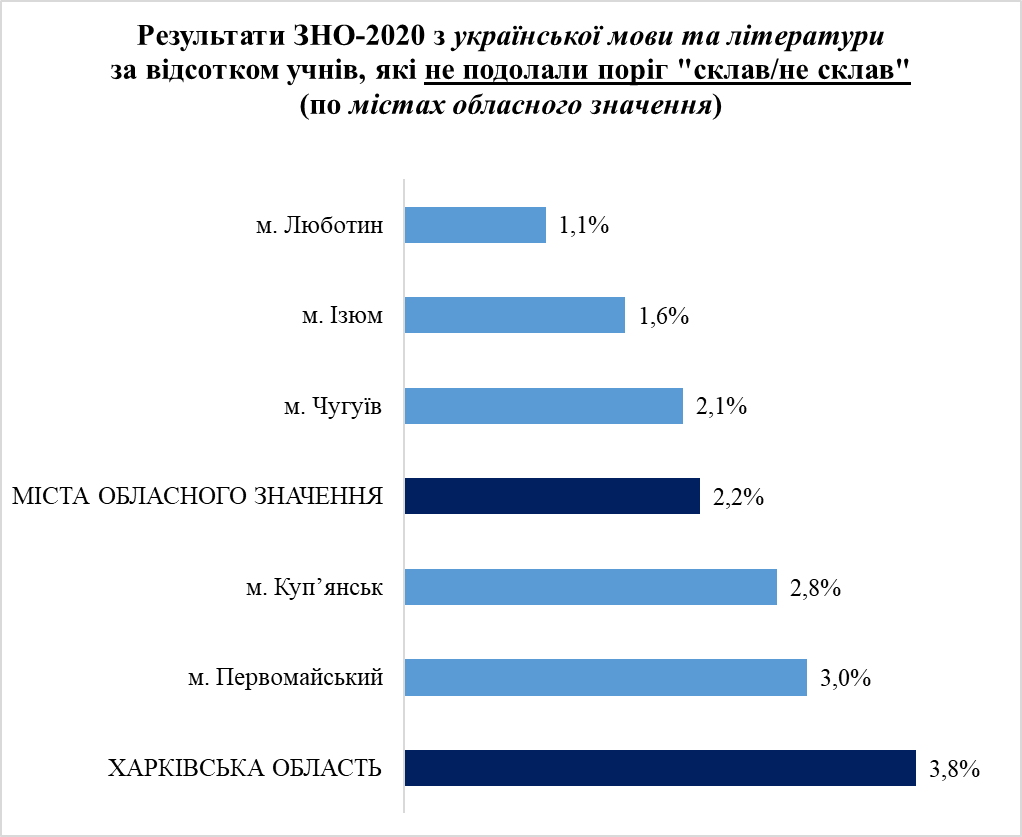 Результати ЗНО-2020 з української мови та літератури
за відсотком учнів, які не подолали поріг "склав/не склав"
(по містах обласного значення)
м. Люботин 1,1%
м. Ізюм 1,6%
м. Чугуїв 2,1%
МІСТА ОБЛАСНОГО ЗНАЧЕННЯ 2,2%
м. Куп’янськ 2,8%
м. Первомайський 3,0%
ХАРКІВСЬКА ОБЛАСТЬ 3,8%